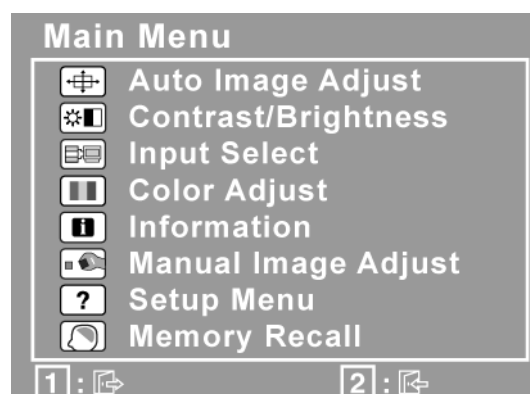 Main Menu
Auto Image Adjust
Contrast/Brightness
Input Select
Color Adjust
i Information
Manual Image Adjust
? Setup Menu
Memory Recall
1 : 2 :